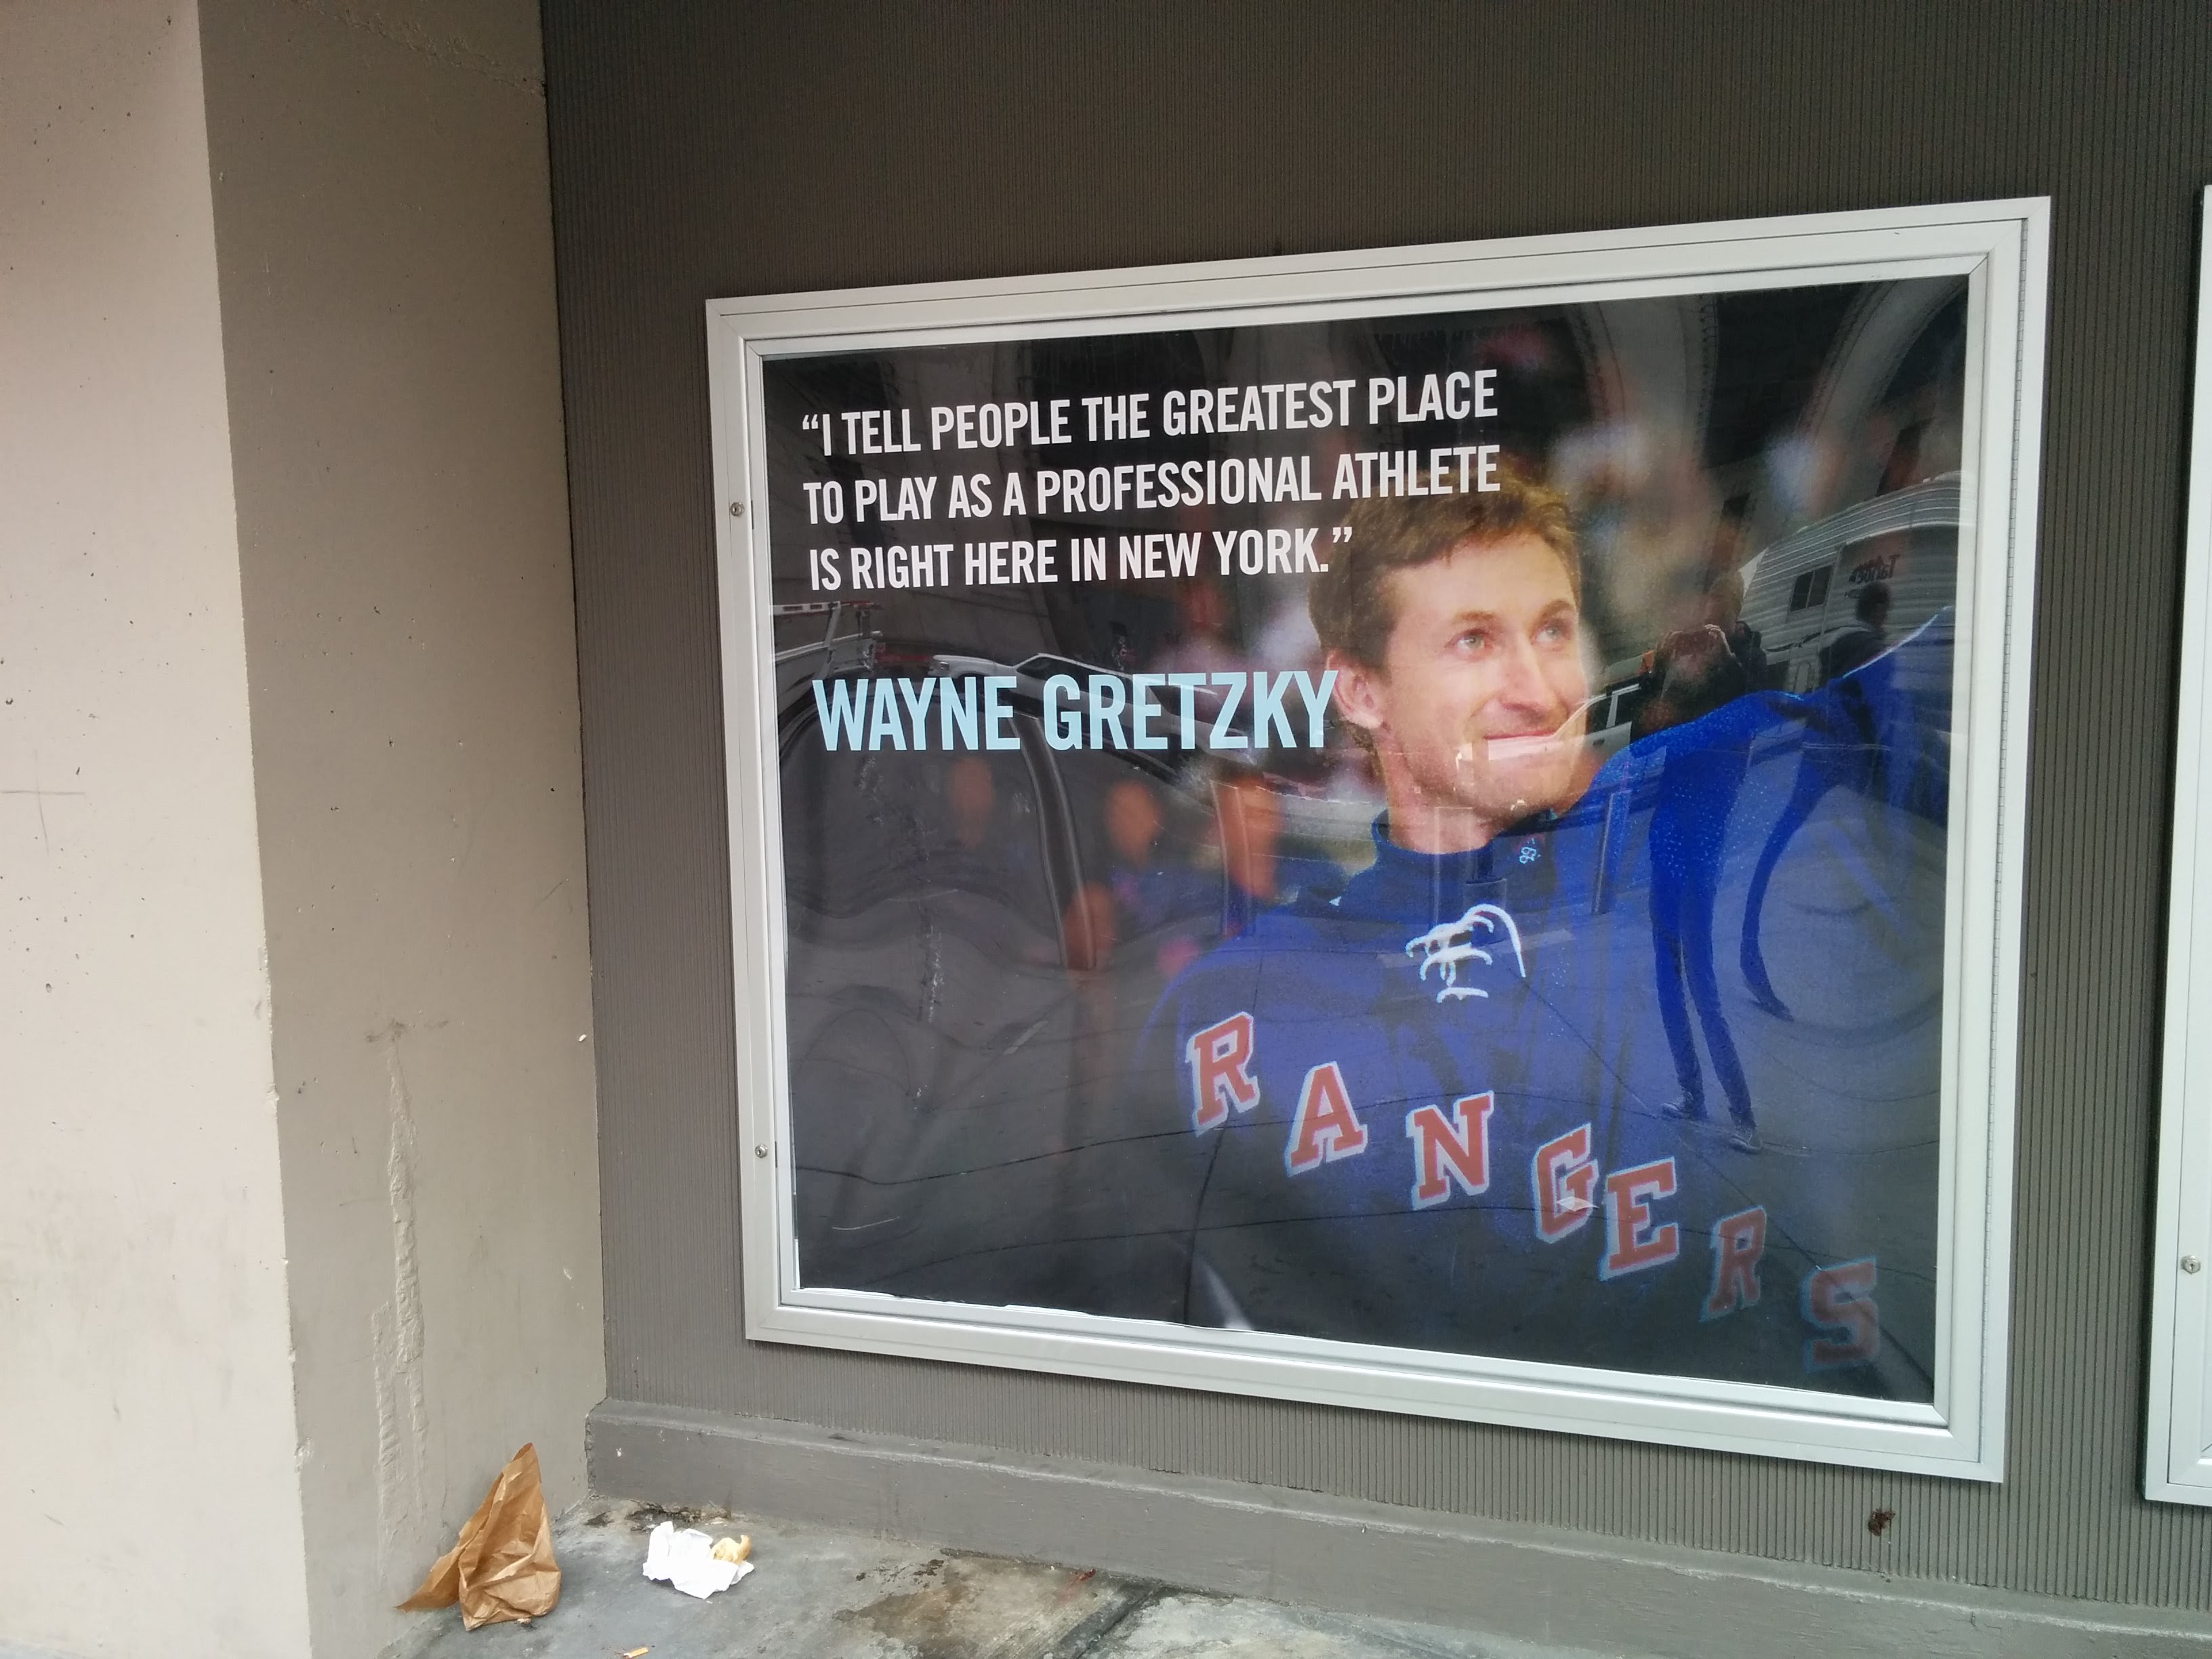 “I TELL PEOPLE THE GREATEST PLACE
TO PLAY AS A PROFESSIONAL ATHLETE
IS RIGHT HERE IN NEW YORK.”
WAYNE GRETZKY
RANGERS